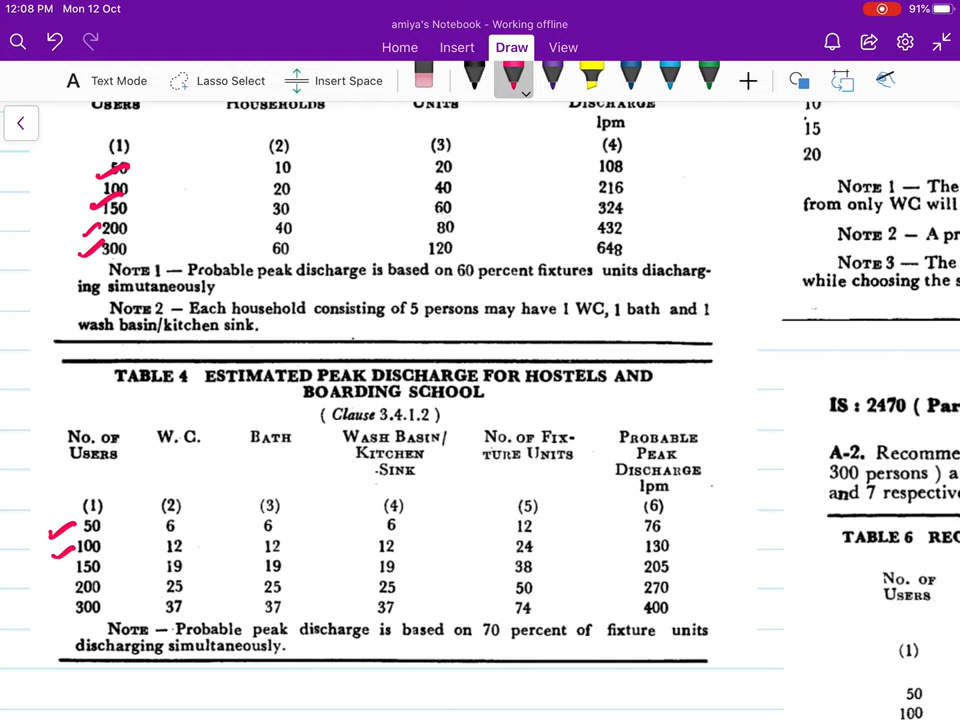 12:08 PM Mon 12 Oct
91%
amiya's Notebook - Working offline
Home Insert Draw View
Text Mode Lasso Select Insert Space
USERS HOUSEHOLDS UNITS DISCHARGE
lpm
(1) (2) (3) (4)
50 10 20 108
100 20 40 216
150 30 60 324
200 40 80 432
300 60 120 648
NOTE 1 — Probable peak discharge is based on 60 percent fixtures units diacharg-
ing simutaneously
NOTE 2 — Each household consisting of 5 persons may have 1 WC, 1 bath and 1
wash basin/kitchen sink.
TABLE 4 ESTIMATED PEAK DISCHARGE FOR HOSTELS AND
BOARDING SCHOOL
( Clause 3.4.1.2 )
NO. OF W. C. BATH WASH BASIN/ NO. OF FIX- PROBABLE
USERS KITCHEN TURE UNITS PEAK
SINK DISCHARGE
lpm
(1) (2) (3) (4) (5) (6)
50 6 6 6 12 76
100 12 12 12 24 130
150 19 19 19 38 205
200 25 25 25 50 270
300 37 37 37 74 400
NOTE — Probable peak discharge is based on 70 percent of fixture units
discharging simultaneously.
10
15
20
NOTE 1 — The
from only WC will
NOTE 2 — A pr
NOTE 3 — The
while choosing the s
IS : 2470 ( Par
A-2. Recomme
300 persons ) a
and 7 respective
TABLE 6 REC
NO. OF
USERS
(1)
50
100